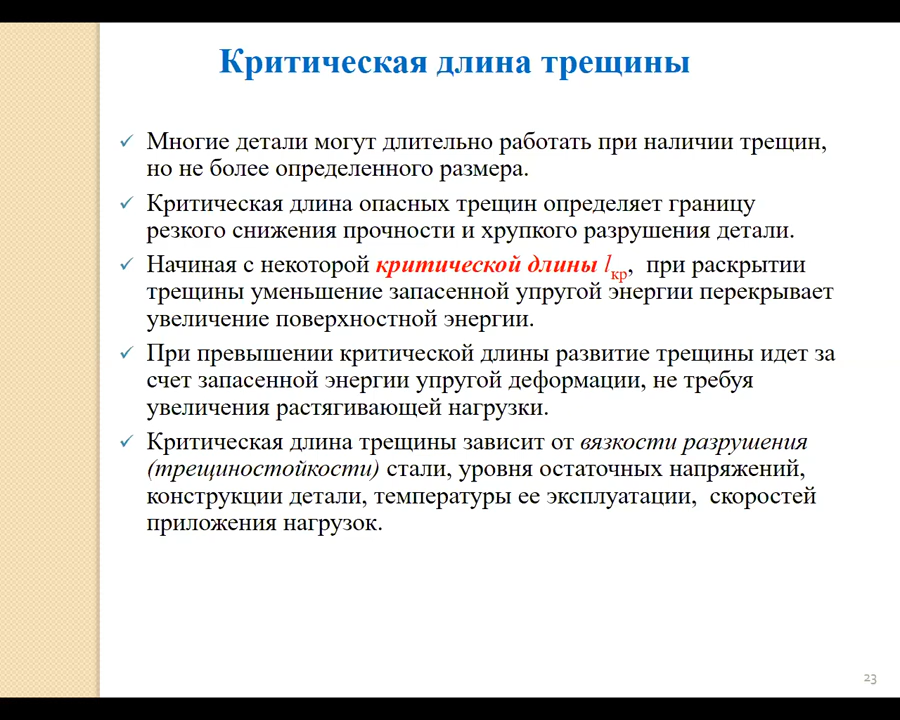 Критическая длина трещины
Многие детали могут длительно работать при наличии трещин,
но не более определенного размера.
Критическая длина опасных трещин определяет границу
резкого снижения прочности и хрупкого разрушения детали.
Начиная с некоторой критической длины lкр, при раскрытии
трещины уменьшение запасенной упругой энергии перекрывает
увеличение поверхностной энергии.
При превышении критической длины развитие трещины идет за
счет запасенной энергии упругой деформации, не требуя
увеличения растягивающей нагрузки.
Критическая длина трещины зависит от вязкости разрушения
(трещиностойкости) стали, уровня остаточных напряжений,
конструкции детали, температуры ее эксплуатации, скоростей
приложения нагрузок.
23